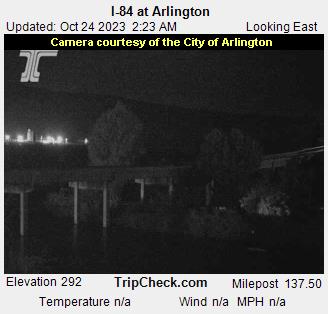 I-84 at Arlington
Updated: Oct 24 2023 2:23 AM Looking East
Camera courtesy of the City of Arlington
Elevation 292 TripCheck.com Milepost 137.50
Temperature n/a Wind n/a MPH n/a